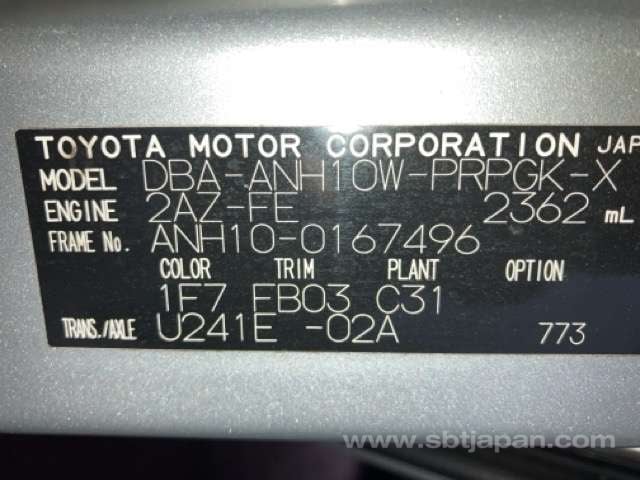 TOYOTA MOTOR CORPORATION JAP
MODEL DBA-ANH10W-PRPGK-X
ENGINE 2AZ-FE 2362 mL
FRAME No. ANH10-0167496
COLOR TRIM PLANT OPTION
1F7 FB03 C31
TRANS./AXLE U241E -02A 773
www.sbtjapan.com